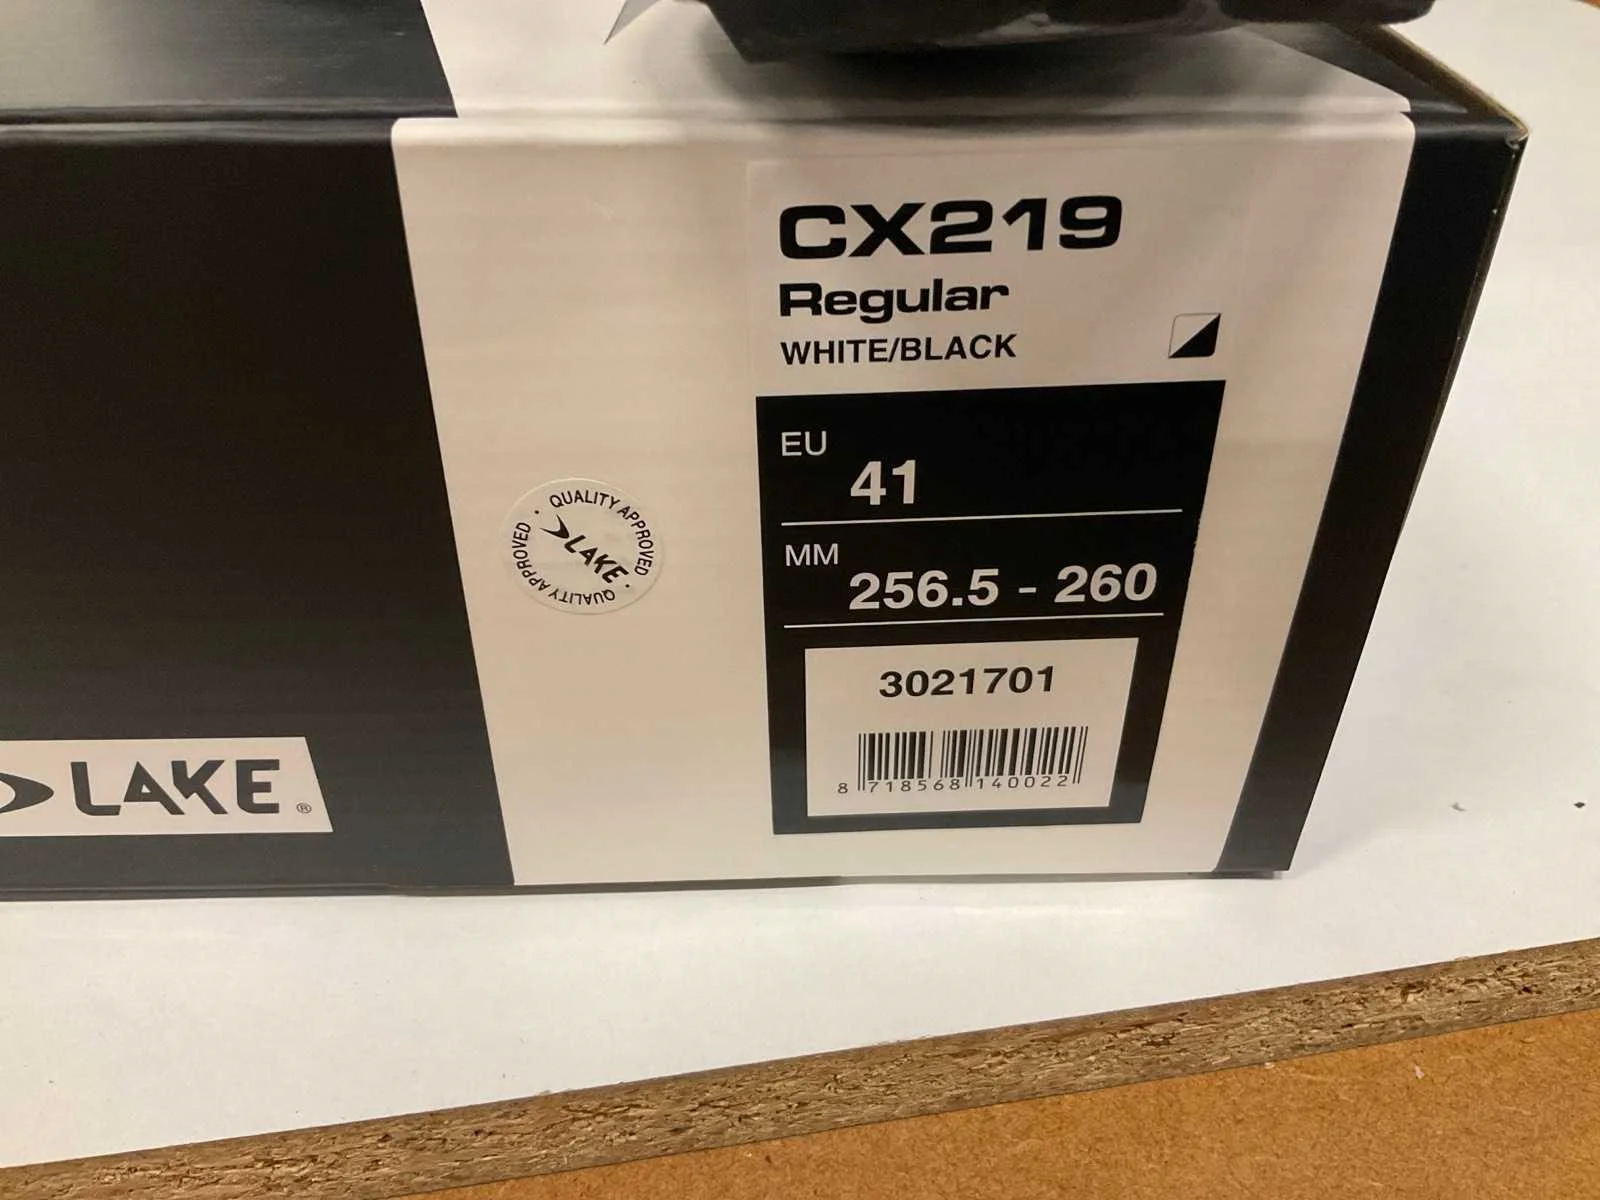 CX219
Regular
WHITE/BLACK
EU
41
MM
256.5 - 260
3021701
8 718568 140022
QUALITY APPROVED · QUALITY APPROVED ·
LAKE
LAKE®